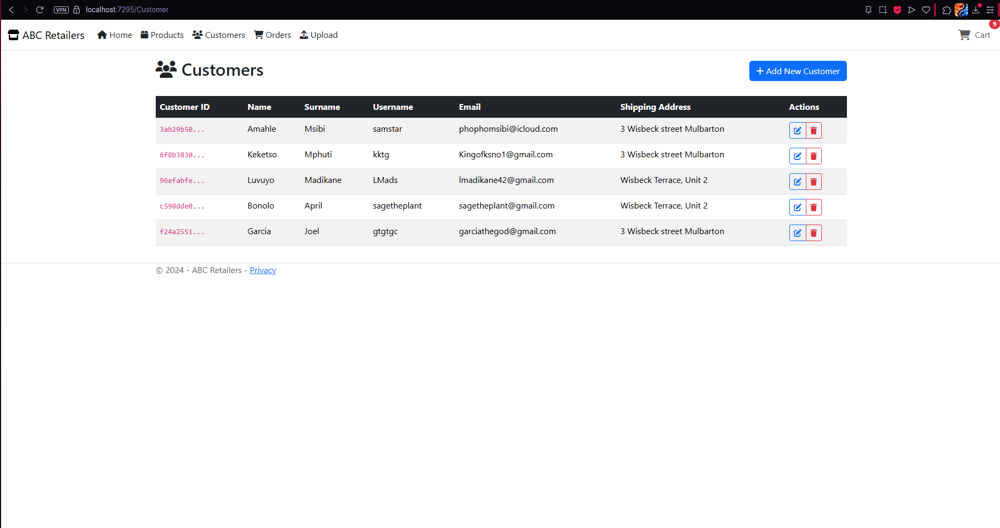 VPN localhost:7295/Customer
ABC Retailers Home Products Customers Orders Upload 9 Cart
Customers + Add New Customer
Customer ID Name Surname Username Email Shipping Address Actions
3ab29b50... Amahle Msibi samstar phophomsibi@icloud.com 3 Wisbeck street Mulbarton
6f8b3830... Keketso Mphuti kktg Kingofksno1@gmail.com 3 Wisbeck street Mulbarton
96efabfe... Luvuyo Madikane LMads lmadikane42@gmail.com Wisbeck Terrace, Unit 2
c598dde0... Bonolo April sagetheplant sagetheplant@gmail.com Wisbeck Terrace, Unit 2
f24a2551... Garcia Joel gtgtgc garciathegod@gmail.com 3 Wisbeck street Mulbarton
© 2024 - ABC Retailers - Privacy